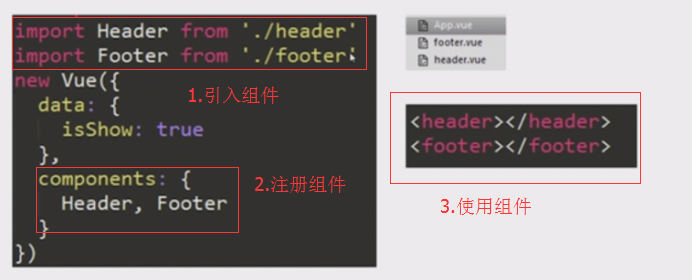 import Header from './header'
import Footer from './footer'
new Vue({
data: {
isShow: true
},
components: {
Header, Footer
}
})
1.引入组件
2.注册组件
App.vue
footer.vue
header.vue
<header></header>
<footer></footer>
3.使用组件